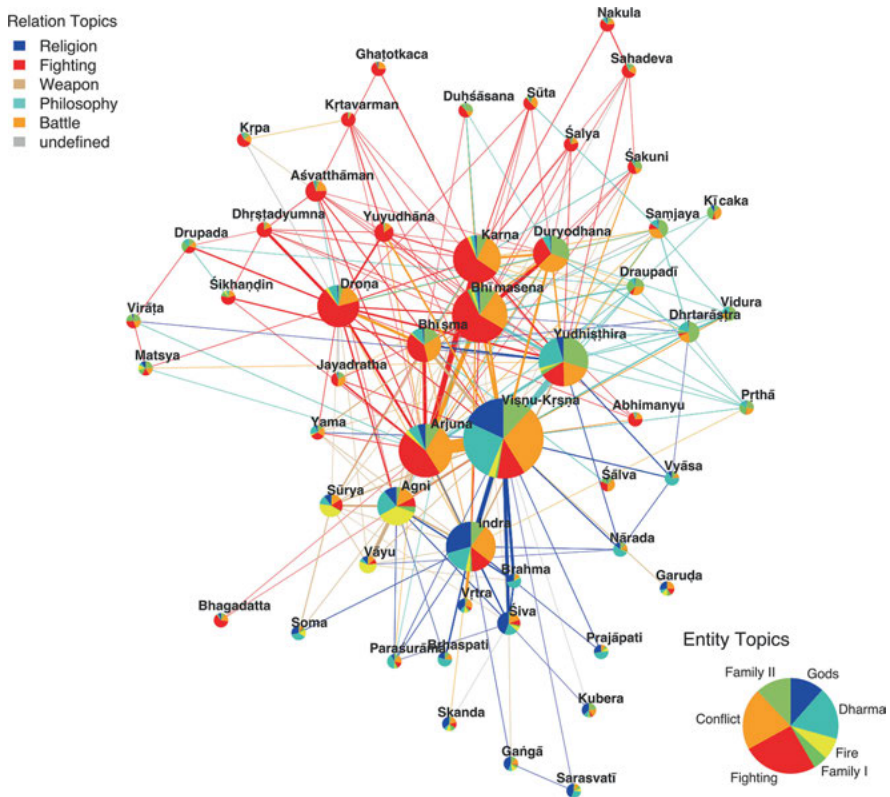 Relation Topics
Religion
Fighting
Weapon
Philosophy
Battle
undefined
Nakula
Sahadeva
Ghaṭotkaca
Kṛtavarman
Duḥśāsana
Sūta
Śalya
Kṛpa
Śakuni
Aśvatthāman
Kīcaka
Dhṛṣṭadyumna
Yuyudhāna
Karṇa
Duryodhana
Saṃjaya
Drupada
Droṇa
Śikhaṇḍin
Bhīmasena
Draupadī
Vidura
Virāṭa
Bhīṣma
Yudhiṣṭhira
Dhrtarāṣṭra
Matsya
Jayadratha
Viṣṇu-Kṛṣṇa
Pṛthā
Yama
Arjuna
Abhimanyu
Sūrya
Agni
Śālva
Vyāsa
Vāyu
Indra
Nārada
Brahma
Garuḍa
Bhagadatta
Soma
Vṛtra
Śiva
Paraśurāma
Bṛhaspati
Prajāpati
Skanda
Kubera
Gaṅgā
Sarasvatī
Entity Topics
Family II
Gods
Conflict
Dharma
Fire
Family I
Fighting